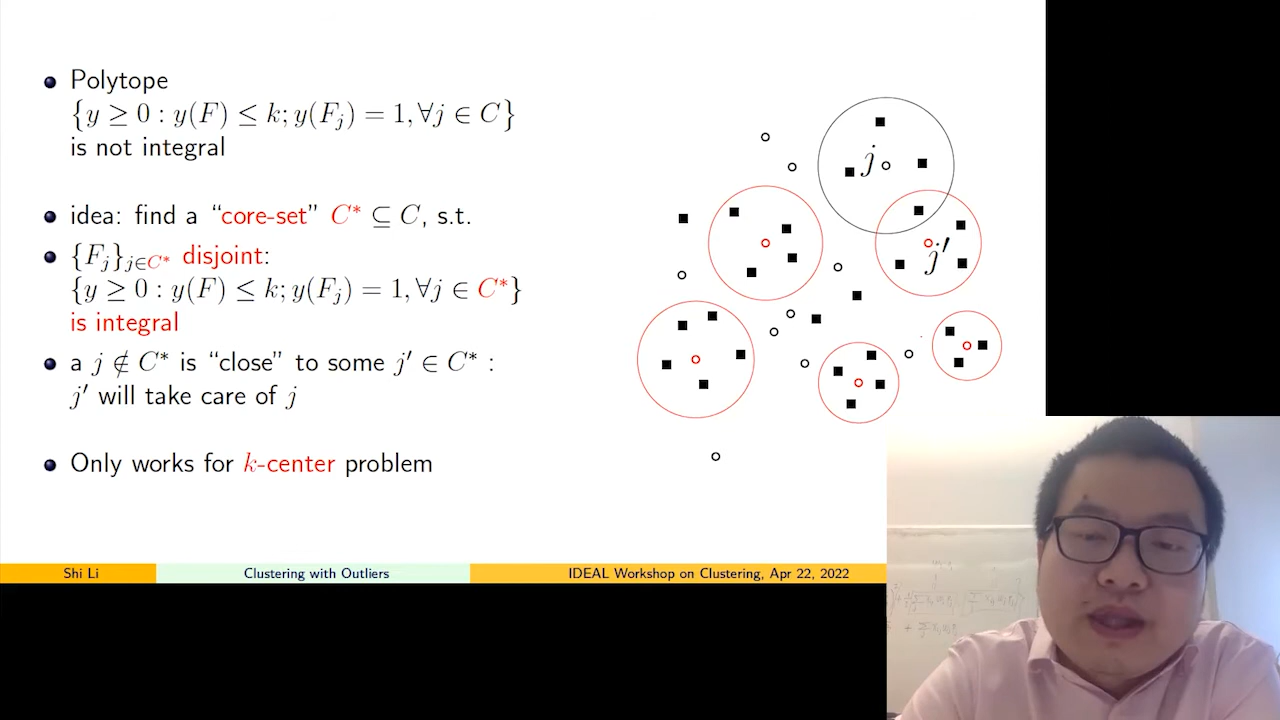 Polytope
{y ≥ 0 : y(F) ≤ k; y(F_j) = 1, ∀j ∈ C}
is not integral
idea: find a “core-set” C* ⊆ C, s.t.
{F_j}_{j∈C*} disjoint:
{y ≥ 0 : y(F) ≤ k; y(F_j) = 1, ∀j ∈ C*}
is integral
a j ∉ C* is “close” to some j′ ∈ C* :
j′ will take care of j
Only works for k-center problem
j
j′
Shi Li
Clustering with Outliers
IDEAL Workshop on Clustering, Apr 22, 2022